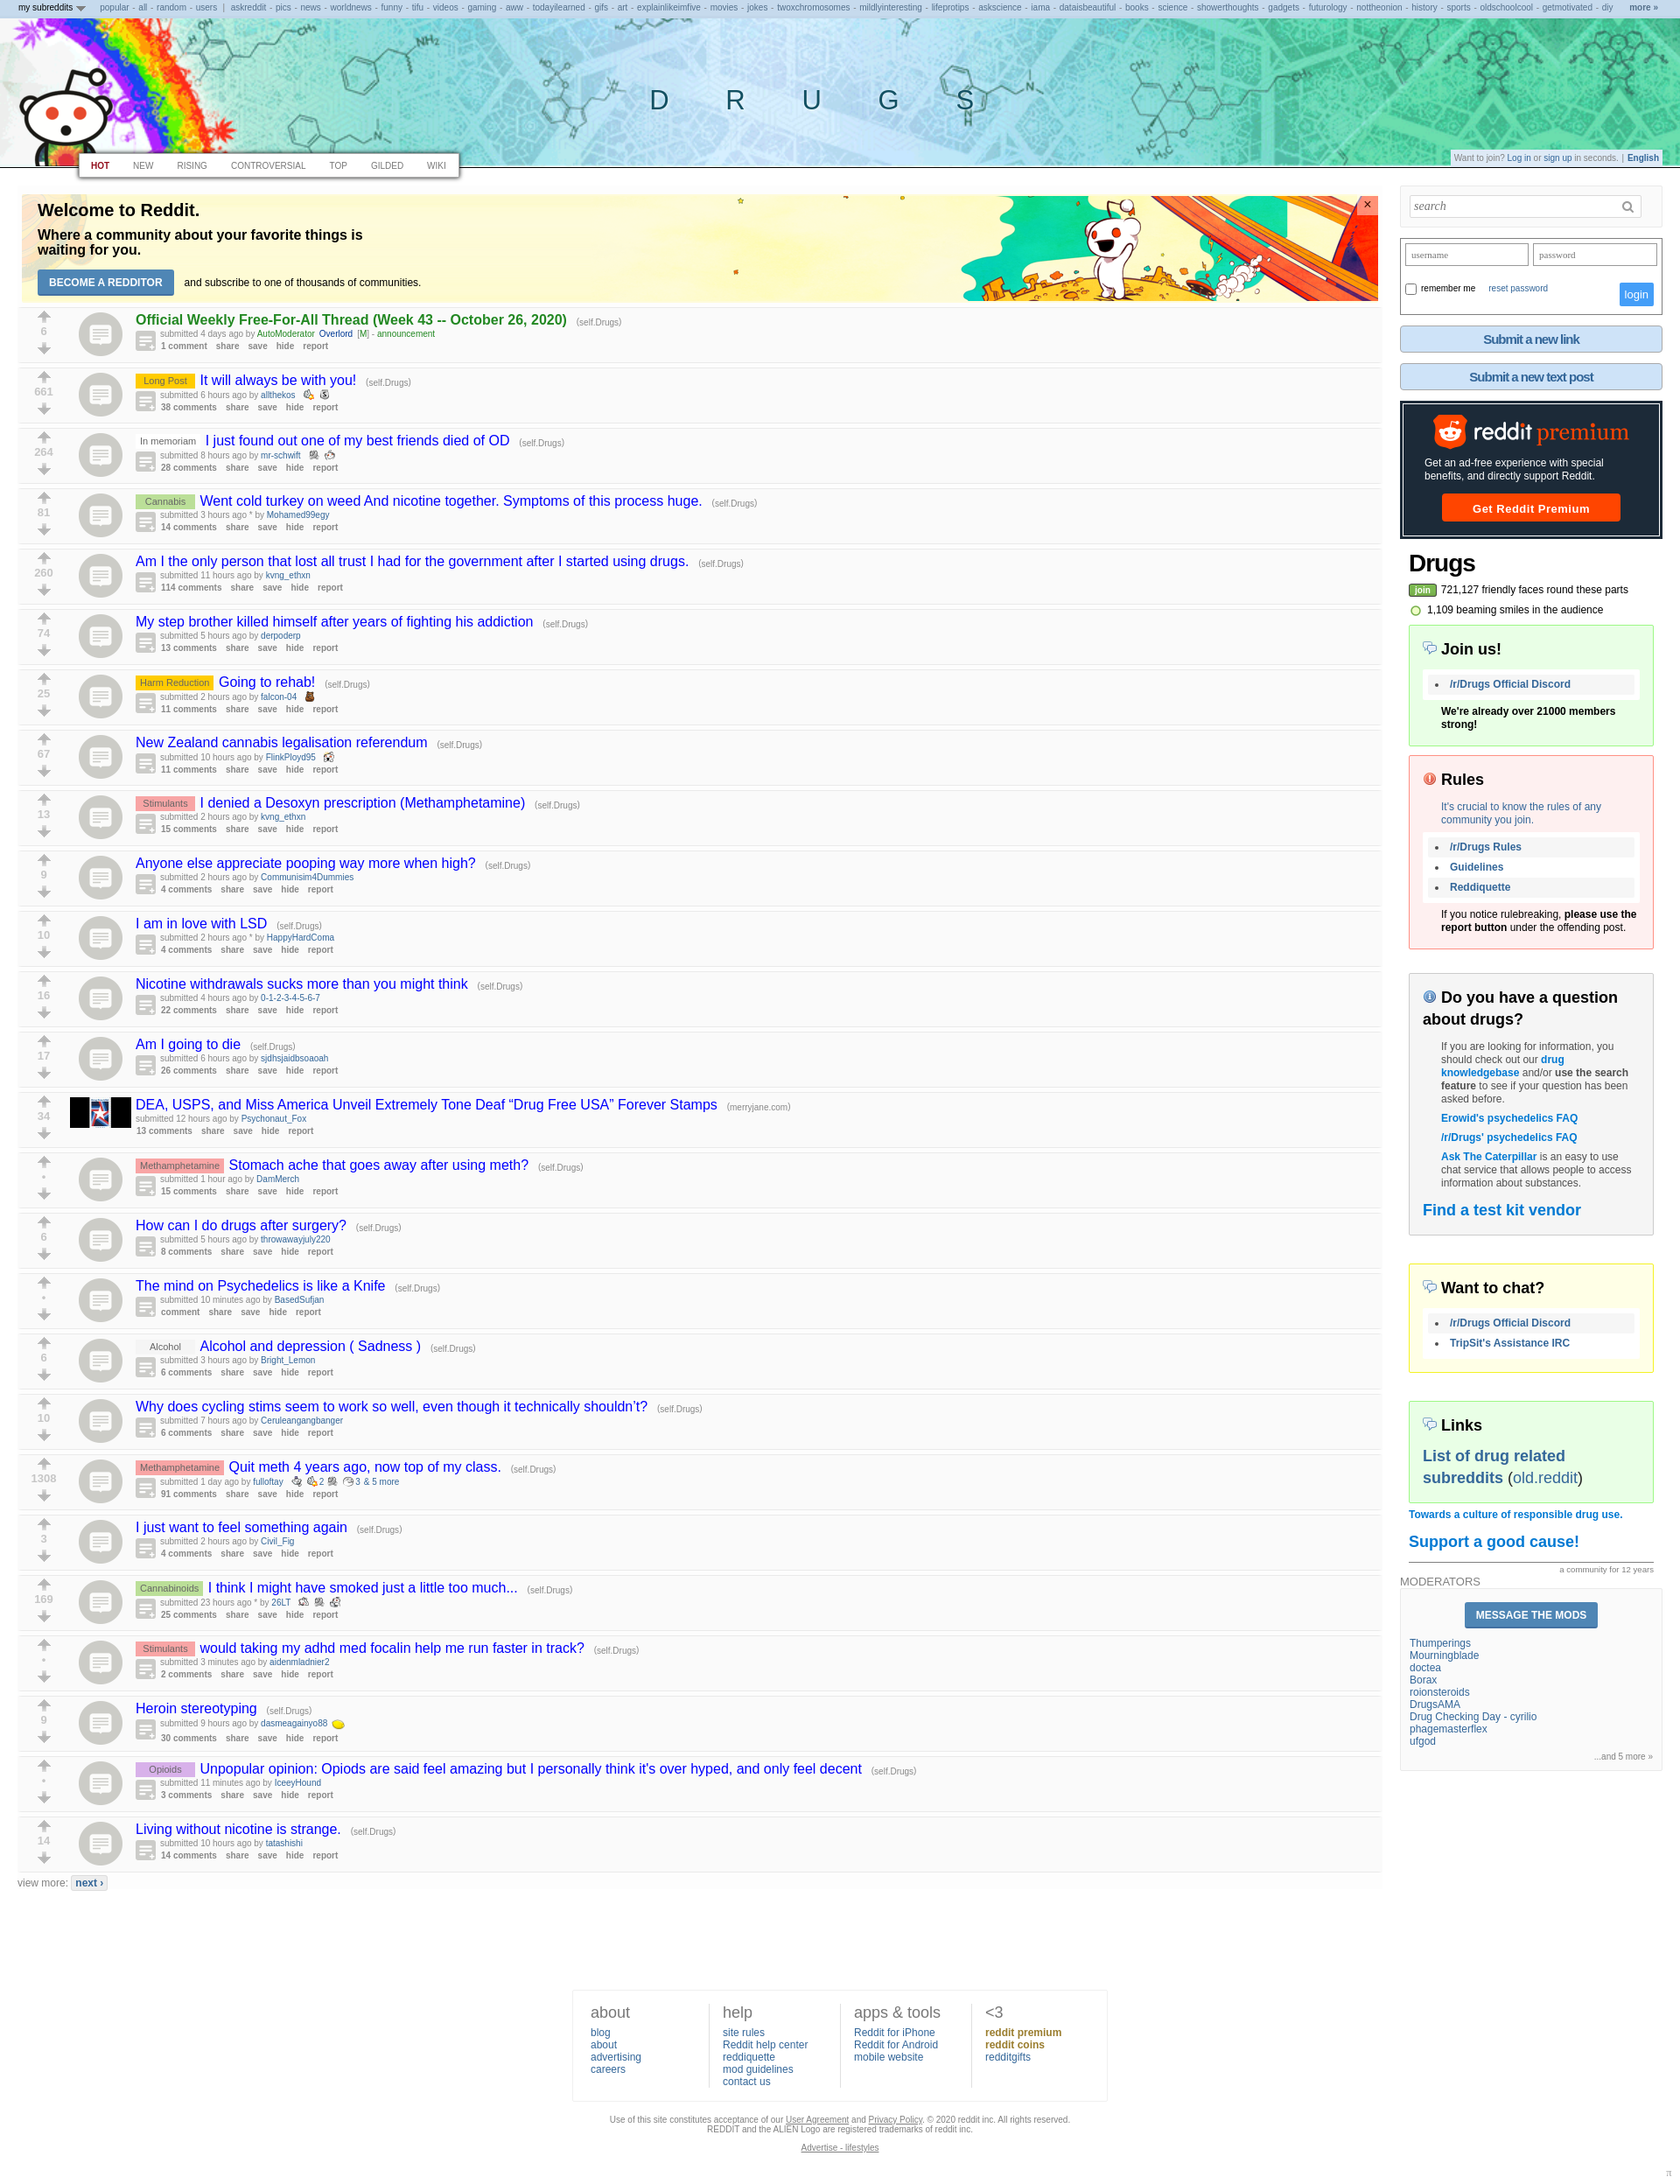 my subreddits popular - all - random - users | askreddit - pics - news - worldnews - funny - tifu - videos - gaming - aww - todayilearned - gifs - art - explainlikeimfive - movies - jokes - twoxchromosomes - mildlyinteresting - lifeprotips - askscience - iama - dataisbeautiful - books - science - showerthoughts - gadgets - futurology - nottheonion - history - sports - oldschoolcool - getmotivated - diy more »
D R U G S
HOT NEW RISING CONTROVERSIAL TOP GILDED WIKI
Want to join? Log in or sign up in seconds. | English
Welcome to Reddit.
Where a community about your favorite things is
waiting for you.
BECOME A REDDITOR and subscribe to one of thousands of communities.
×
6
Official Weekly Free-For-All Thread (Week 43 -- October 26, 2020) (self.Drugs)
submitted 4 days ago by AutoModerator Overlord [M] - announcement
1 comment share save hide report
661
Long Post It will always be with you! (self.Drugs)
submitted 6 hours ago by allthekos
38 comments share save hide report
264
In memoriam I just found out one of my best friends died of OD (self.Drugs)
submitted 8 hours ago by mr-schwift
28 comments share save hide report
81
Cannabis Went cold turkey on weed And nicotine together. Symptoms of this process huge. (self.Drugs)
submitted 3 hours ago * by Mohamed99egy
14 comments share save hide report
260
Am I the only person that lost all trust I had for the government after I started using drugs. (self.Drugs)
submitted 11 hours ago by kvng_ethxn
114 comments share save hide report
74
My step brother killed himself after years of fighting his addiction (self.Drugs)
submitted 5 hours ago by derpoderp
13 comments share save hide report
25
Harm Reduction Going to rehab! (self.Drugs)
submitted 2 hours ago by falcon-04
11 comments share save hide report
67
New Zealand cannabis legalisation referendum (self.Drugs)
submitted 10 hours ago by FlinkPloyd95
11 comments share save hide report
13
Stimulants I denied a Desoxyn prescription (Methamphetamine) (self.Drugs)
submitted 2 hours ago by kvng_ethxn
15 comments share save hide report
9
Anyone else appreciate pooping way more when high? (self.Drugs)
submitted 2 hours ago by Communisim4Dummies
4 comments share save hide report
10
I am in love with LSD (self.Drugs)
submitted 2 hours ago * by HappyHardComa
4 comments share save hide report
16
Nicotine withdrawals sucks more than you might think (self.Drugs)
submitted 4 hours ago by 0-1-2-3-4-5-6-7
22 comments share save hide report
17
Am I going to die (self.Drugs)
submitted 6 hours ago by sjdhsjaidbsoaoah
26 comments share save hide report
34
DEA, USPS, and Miss America Unveil Extremely Tone Deaf “Drug Free USA” Forever Stamps (merryjane.com)
submitted 12 hours ago by Psychonaut_Fox
13 comments share save hide report
•
Methamphetamine Stomach ache that goes away after using meth? (self.Drugs)
submitted 1 hour ago by DamMerch
15 comments share save hide report
6
How can I do drugs after surgery? (self.Drugs)
submitted 5 hours ago by throwawayjuly220
8 comments share save hide report
•
The mind on Psychedelics is like a Knife (self.Drugs)
submitted 10 minutes ago by BasedSufjan
comment share save hide report
6
Alcohol Alcohol and depression ( Sadness ) (self.Drugs)
submitted 3 hours ago by Bright_Lemon
6 comments share save hide report
10
Why does cycling stims seem to work so well, even though it technically shouldn’t? (self.Drugs)
submitted 7 hours ago by Ceruleangangbanger
6 comments share save hide report
1308
Methamphetamine Quit meth 4 years ago, now top of my class. (self.Drugs)
submitted 1 day ago by fulloftay 2 3 & 5 more
91 comments share save hide report
3
I just want to feel something again (self.Drugs)
submitted 2 hours ago by Civil_Fig
4 comments share save hide report
169
Cannabinoids I think I might have smoked just a little too much... (self.Drugs)
submitted 23 hours ago * by 26LT
25 comments share save hide report
•
Stimulants would taking my adhd med focalin help me run faster in track? (self.Drugs)
submitted 3 minutes ago by aidenmladnier2
2 comments share save hide report
9
Heroin stereotyping (self.Drugs)
submitted 9 hours ago by dasmeagainyo88
30 comments share save hide report
•
Opioids Unpopular opinion: Opiods are said feel amazing but I personally think it's over hyped, and only feel decent (self.Drugs)
submitted 11 minutes ago by IceeyHound
3 comments share save hide report
14
Living without nicotine is strange. (self.Drugs)
submitted 10 hours ago by tatashishi
14 comments share save hide report
view more: next ›
search
username password
remember me reset password login
Submit a new link
Submit a new text post
reddit premium
Get an ad-free experience with special
benefits, and directly support Reddit.
Get Reddit Premium
Drugs
join 721,127 friendly faces round these parts
1,109 beaming smiles in the audience
Join us!
• /r/Drugs Official Discord
We're already over 21000 members
strong!
Rules
It's crucial to know the rules of any
community you join.
• /r/Drugs Rules
• Guidelines
• Reddiquette
If you notice rulebreaking, please use the
report button under the offending post.
Do you have a question
about drugs?
If you are looking for information, you
should check out our drug
knowledgebase and/or use the search
feature to see if your question has been
asked before.
Erowid's psychedelics FAQ
/r/Drugs' psychedelics FAQ
Ask The Caterpillar is an easy to use
chat service that allows people to access
information about substances.
Find a test kit vendor
Want to chat?
• /r/Drugs Official Discord
• TripSit's Assistance IRC
Links
List of drug related
subreddits (old.reddit)
Towards a culture of responsible drug use.
Support a good cause!
a community for 12 years
MODERATORS
MESSAGE THE MODS
Thumperings
Mourningblade
doctea
Borax
roionsteroids
DrugsAMA
Drug Checking Day - cyrilio
phagemasterflex
ufgod
...and 5 more »
about
blog
about
advertising
careers
help
site rules
Reddit help center
reddiquette
mod guidelines
contact us
apps & tools
Reddit for iPhone
Reddit for Android
mobile website
<3
reddit premium
reddit coins
redditgifts
Use of this site constitutes acceptance of our User Agreement and Privacy Policy. © 2020 reddit inc. All rights reserved.
REDDIT and the ALIEN Logo are registered trademarks of reddit inc.
Advertise - lifestyles
π